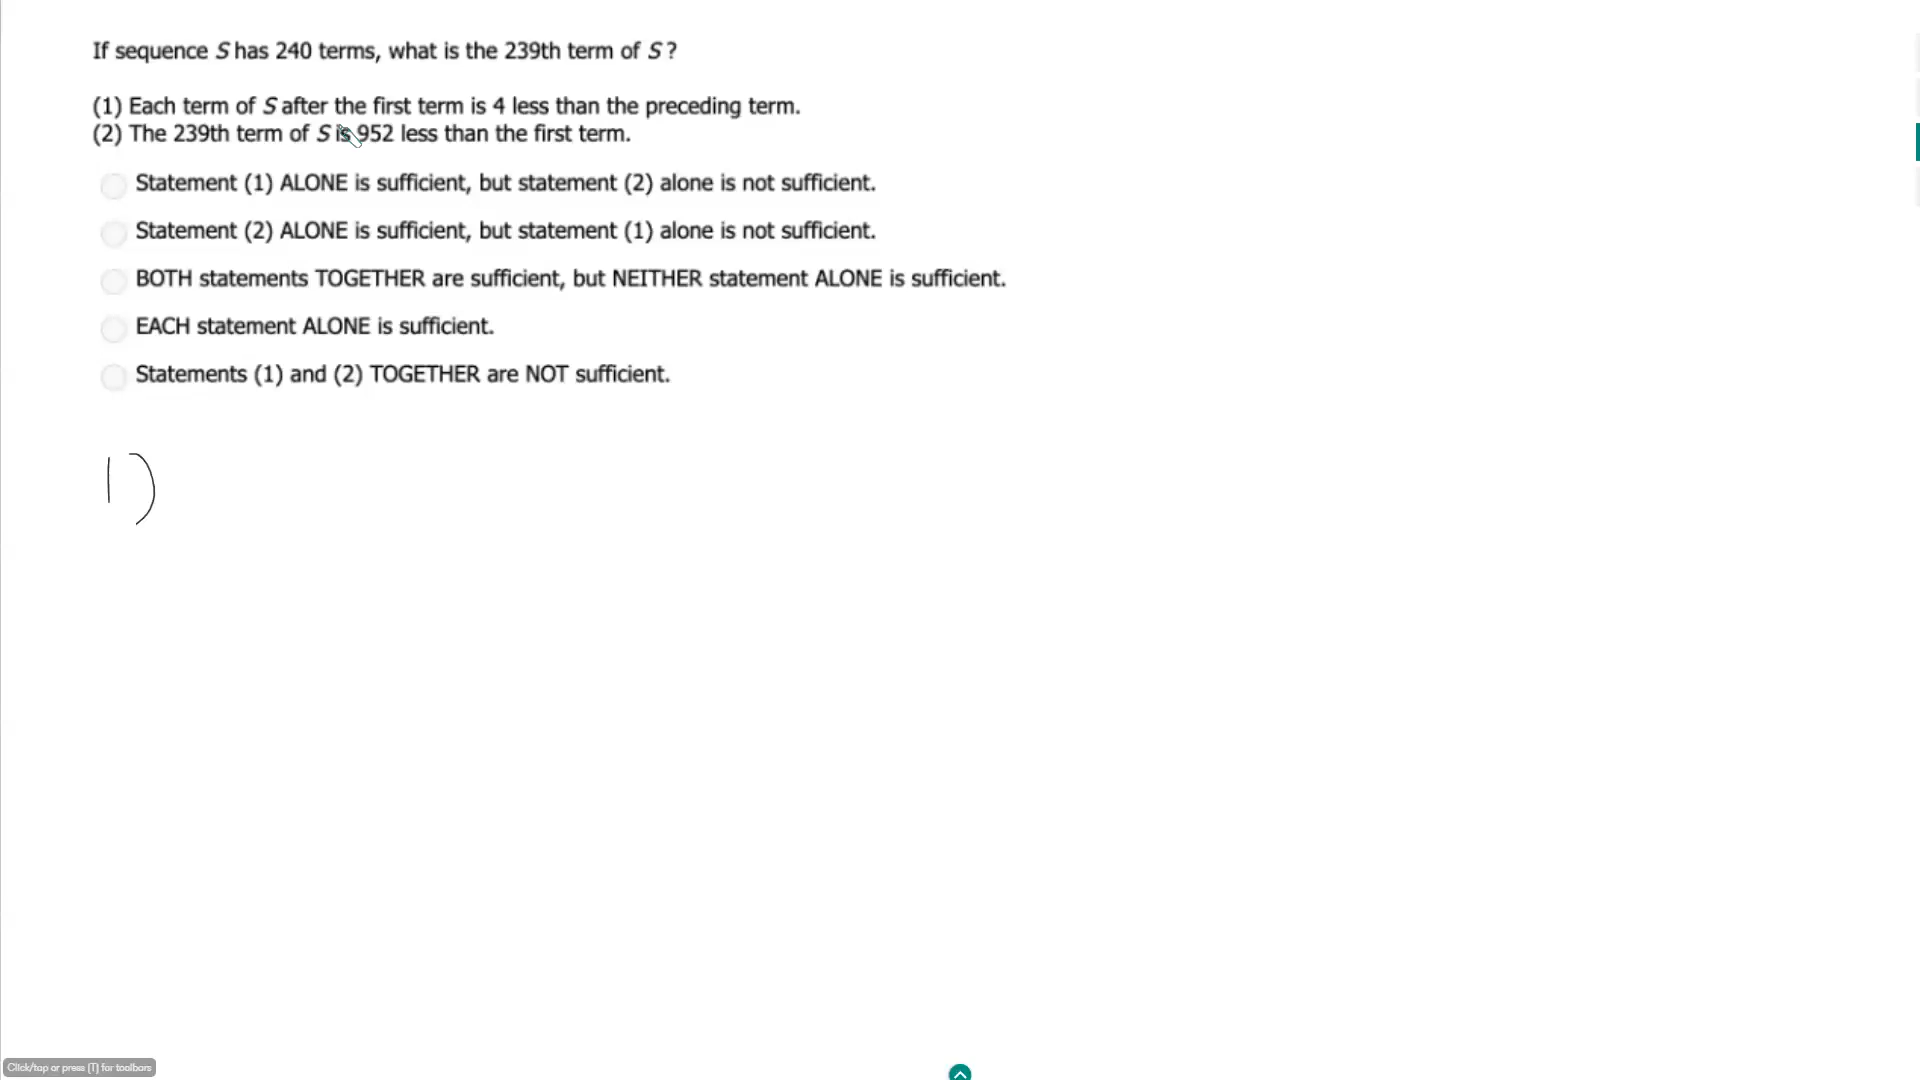 If sequence S has 240 terms, what is the 239th term of S?
(1) Each term of S after the first term is 4 less than the preceding term.
(2) The 239th term of S is 952 less than the first term.
Statement (1) ALONE is sufficient, but statement (2) alone is not sufficient.
Statement (2) ALONE is sufficient, but statement (1) alone is not sufficient.
BOTH statements TOGETHER are sufficient, but NEITHER statement ALONE is sufficient.
EACH statement ALONE is sufficient.
Statements (1) and (2) TOGETHER are NOT sufficient.
1)
Click/tap or press [T] for toolbars